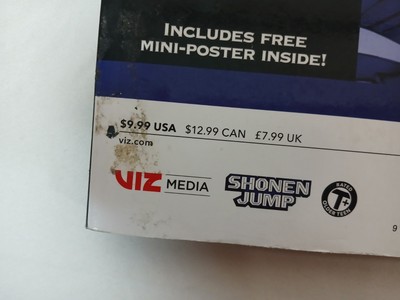 INCLUDES FREE
MINI-POSTER INSIDE!
$9.99 USA $12.99 CAN £7.99 UK
viz.com
VIZ MEDIA
SHONEN
JUMP
RATED
T+
OLDER TEEN
9